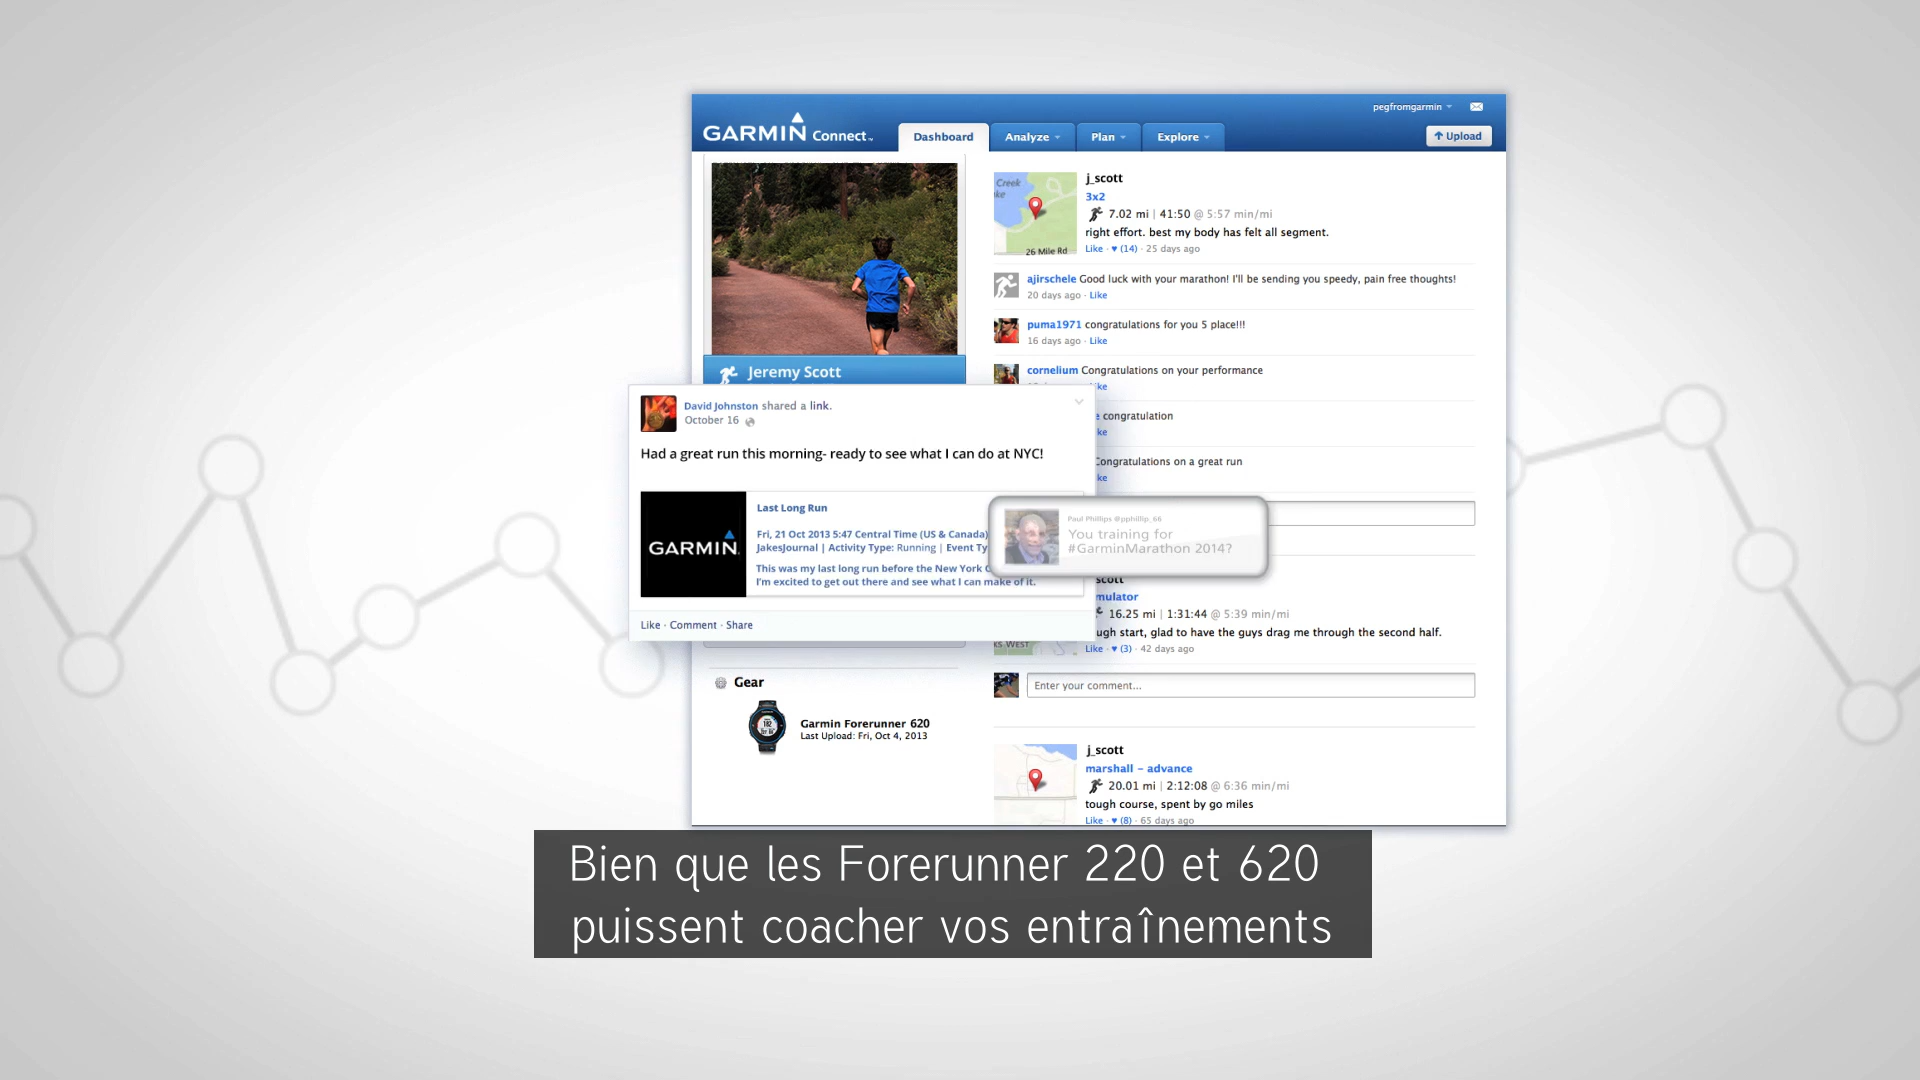 pegfromgarmin
GARMIN Connect™
Dashboard
Analyze
Plan
Explore
Upload
Creek
26 Mile Rd
j_scott
3x2
7.02 mi | 41:50 @ 5:57 min/mi
right effort. best my body has felt all segment.
Like · ♥ (14) · 25 days ago
ajirschele Good luck with your marathon! I'll be sending you speedy, pain free thoughts!
20 days ago · Like
puma1971 congratulations for you 5 place!!!
16 days ago · Like
cornelium Congratulations on your performance
congratulation
Congratulations on a great run
Jeremy Scott
David Johnston shared a link.
October 16
Had a great run this morning- ready to see what I can do at NYC!
GARMIN
Last Long Run
Fri, 21 Oct 2013 5:47 Central Time (US & Canada)
JakesJournal | Activity Type: Running | Event
This was my last long run before the New York
I'm excited to get out there and see what I can make of it.
Like · Comment · Share
Paul Phillips @pphillip_66
You training for
#GarminMarathon 2014?
16.25 mi | 1:31:44 @ 5:39 min/mi
start, glad to have the guys drag me through the second half.
Like · ♥ (3) · 42 days ago
Enter your comment...
Gear
Garmin Forerunner 620
Last Upload: Fri, Oct 4, 2013
j_scott
marshall - advance
20.01 mi | 2:12:08 @ 6:36 min/mi
tough course, spent by go miles
Like · ♥ (8) · 65 days ago
Bien que les Forerunner 220 et 620
puissent coacher vos entraînements